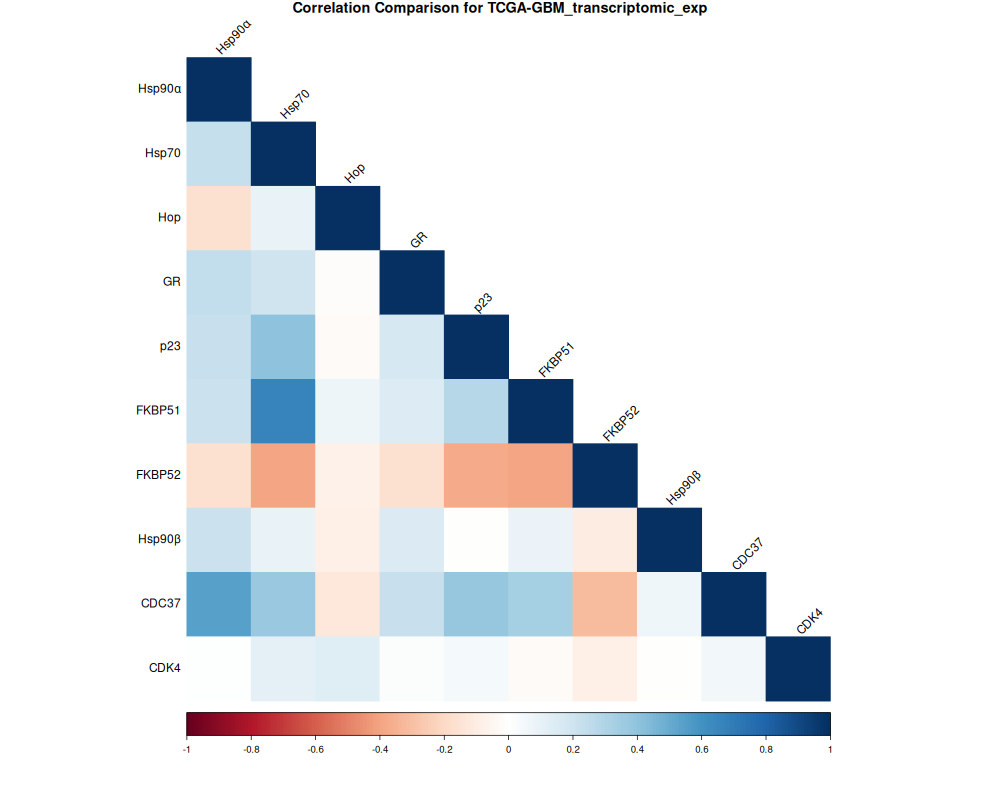 Correlation Comparison for TCGA-GBM_transcriptomic_exp
Hsp90α
Hsp90α
Hsp70
Hsp70
Hop
Hop
GR
GR
p23
p23
FKBP51
FKBP51
FKBP52
FKBP52
Hsp90β
Hsp90β
CDC37
CDC37
CDK4
CDK4
-1 -0.8 -0.6 -0.4 -0.2 0 0.2 0.4 0.6 0.8 1